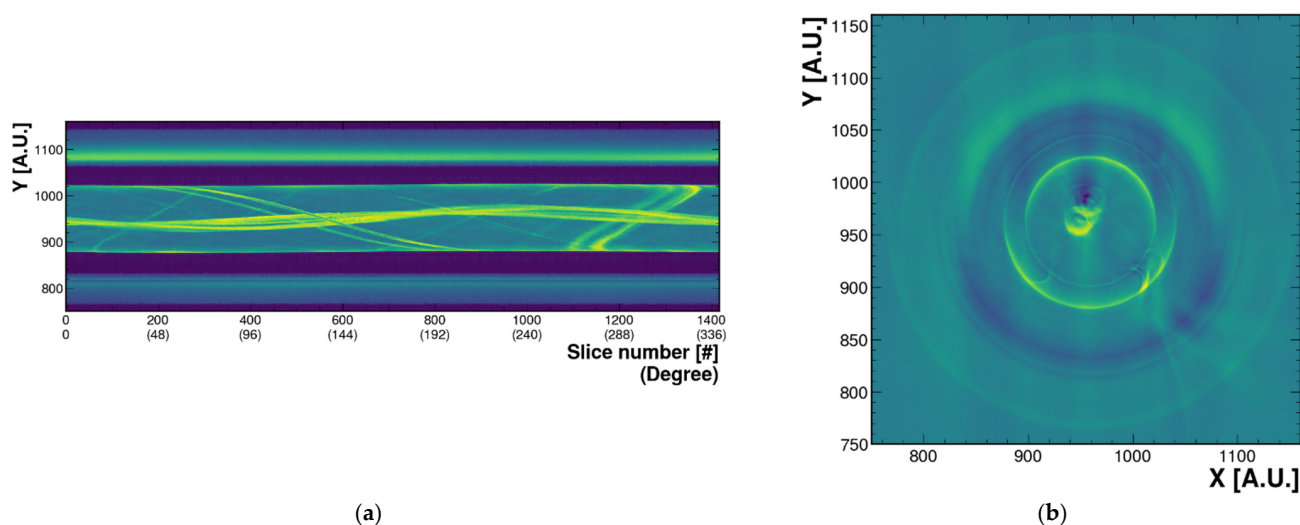 Y [A.U.]
1100
1000
900
800
0 200 400 600 800 1000 1200 1400
0 (48) (96) (144) (192) (240) (288) (336)
Slice number [#]
(Degree)
(a)
Y [A.U.]
1150
1100
1050
1000
950
900
850
800
750
800 900 1000 1100
X [A.U.]
(b)